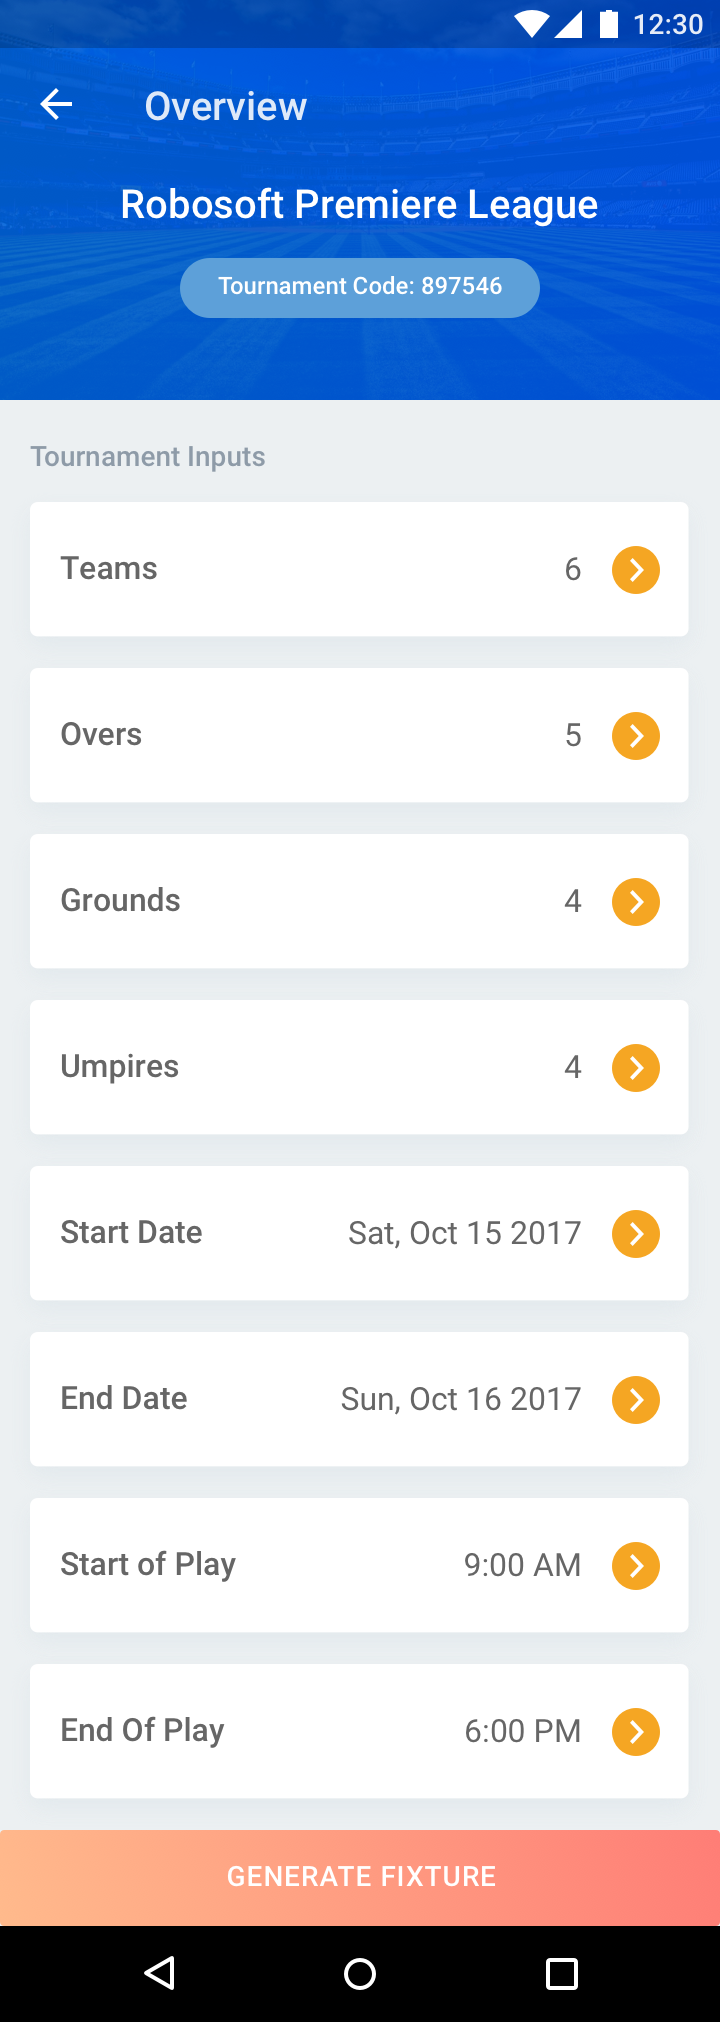 12:30
Overview
Robosoft Premiere League
Tournament Code: 897546
Tournament Inputs
Teams 6
Overs 5
Grounds 4
Umpires 4
Start Date Sat, Oct 15 2017
End Date Sun, Oct 16 2017
Start of Play 9:00 AM
End Of Play 6:00 PM
GENERATE FIXTURE